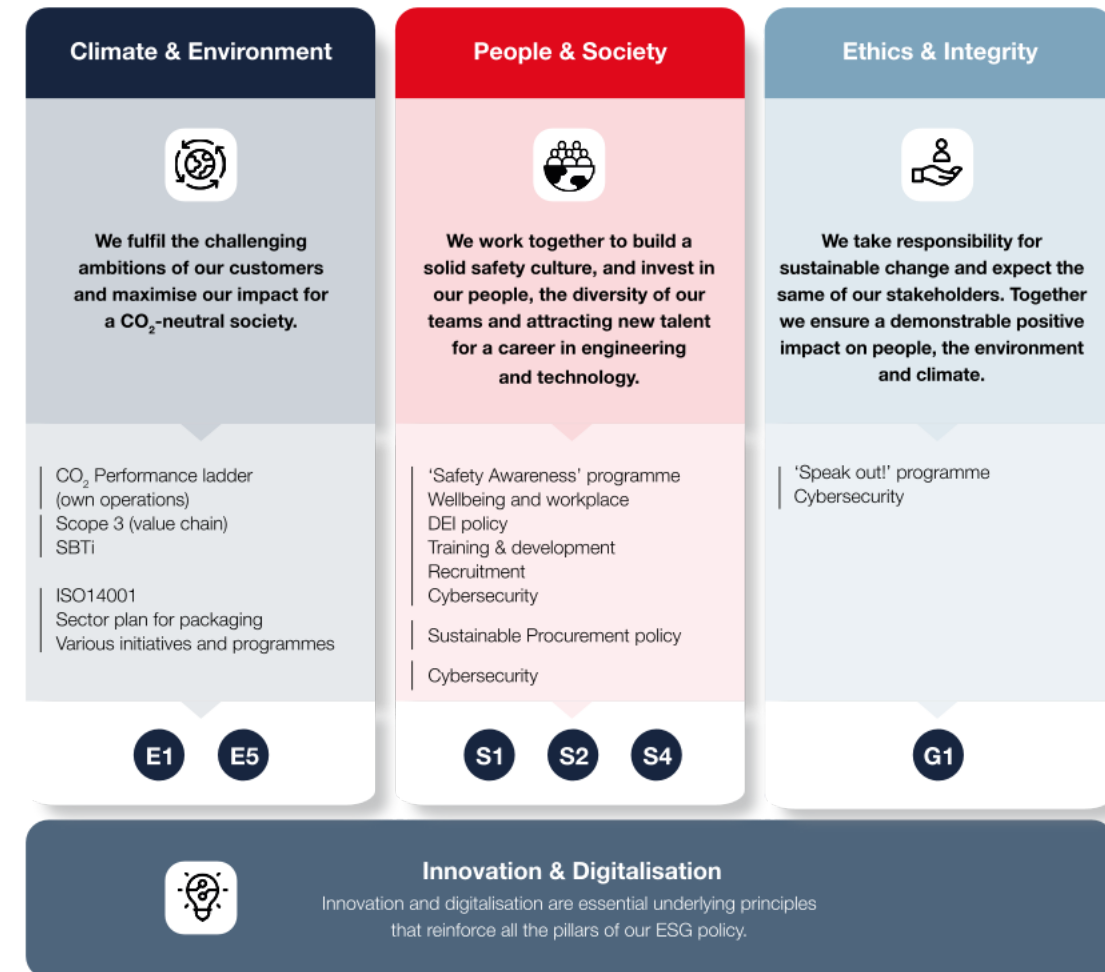 Climate & Environment
We fulfil the challenging
ambitions of our customers
and maximise our impact for
a CO₂-neutral society.
CO₂ Performance ladder
(own operations)
Scope 3 (value chain)
SBTi
ISO14001
Sector plan for packaging
Various initiatives and programmes
E1 E5
People & Society
We work together to build a
solid safety culture, and invest in
our people, the diversity of our
teams and attracting new talent
for a career in engineering
and technology.
‘Safety Awareness’ programme
Wellbeing and workplace
DEI policy
Training & development
Recruitment
Cybersecurity
Sustainable Procurement policy
Cybersecurity
S1 S2 S4
Ethics & Integrity
We take responsibility for
sustainable change and expect the
same of our stakeholders. Together
we ensure a demonstrable positive
impact on people, the environment
and climate.
‘Speak out!’ programme
Cybersecurity
G1
Innovation & Digitalisation
Innovation and digitalisation are essential underlying principles
that reinforce all the pillars of our ESG policy.